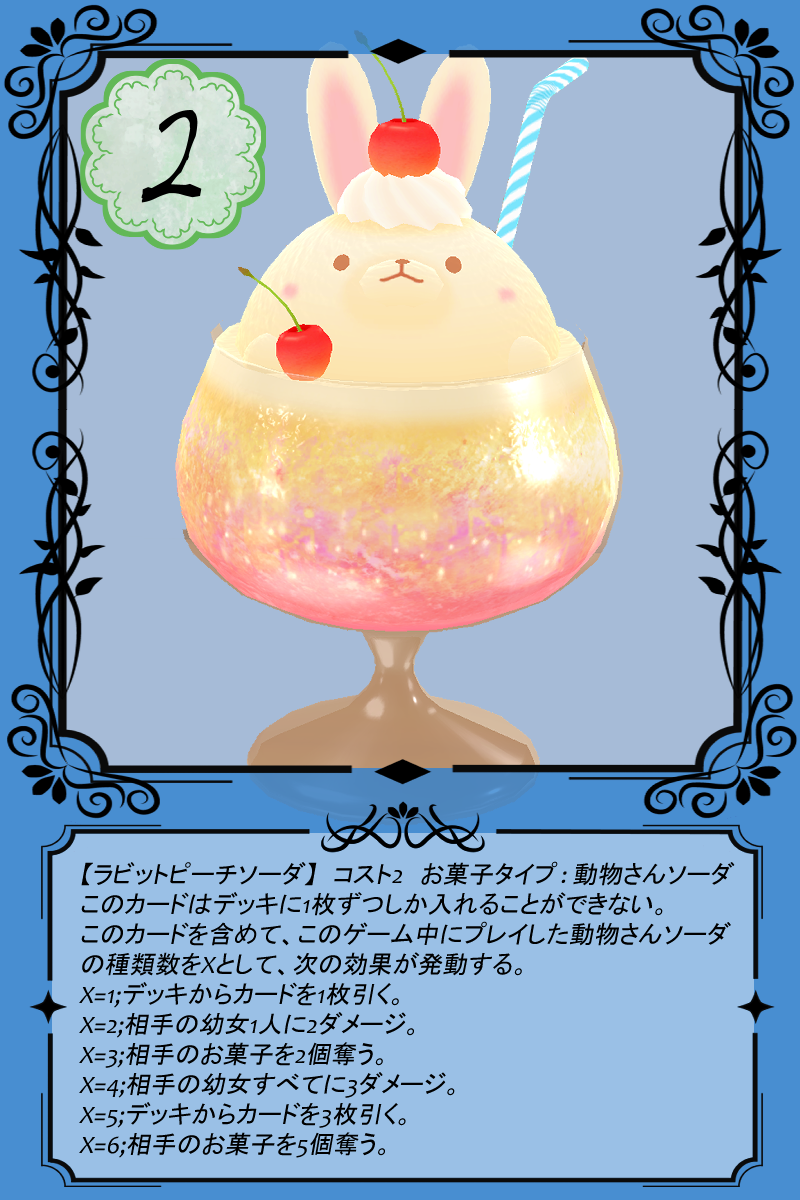 2
【ラビットピーチソーダ】 コスト2 お菓子タイプ：動物さんソーダ
このカードはデッキに1枚ずつしか入れることができない。
このカードを含めて、このゲーム中にプレイした動物さんソーダ
の種類数をXとして、次の効果が発動する。
X=1;デッキからカードを1枚引く。
X=2;相手の幼女1人に2ダメージ。
X=3;相手のお菓子を2個奪う。
X=4;相手の幼女すべてに3ダメージ。
X=5;デッキからカードを3枚引く。
X=6;相手のお菓子を5個奪う。